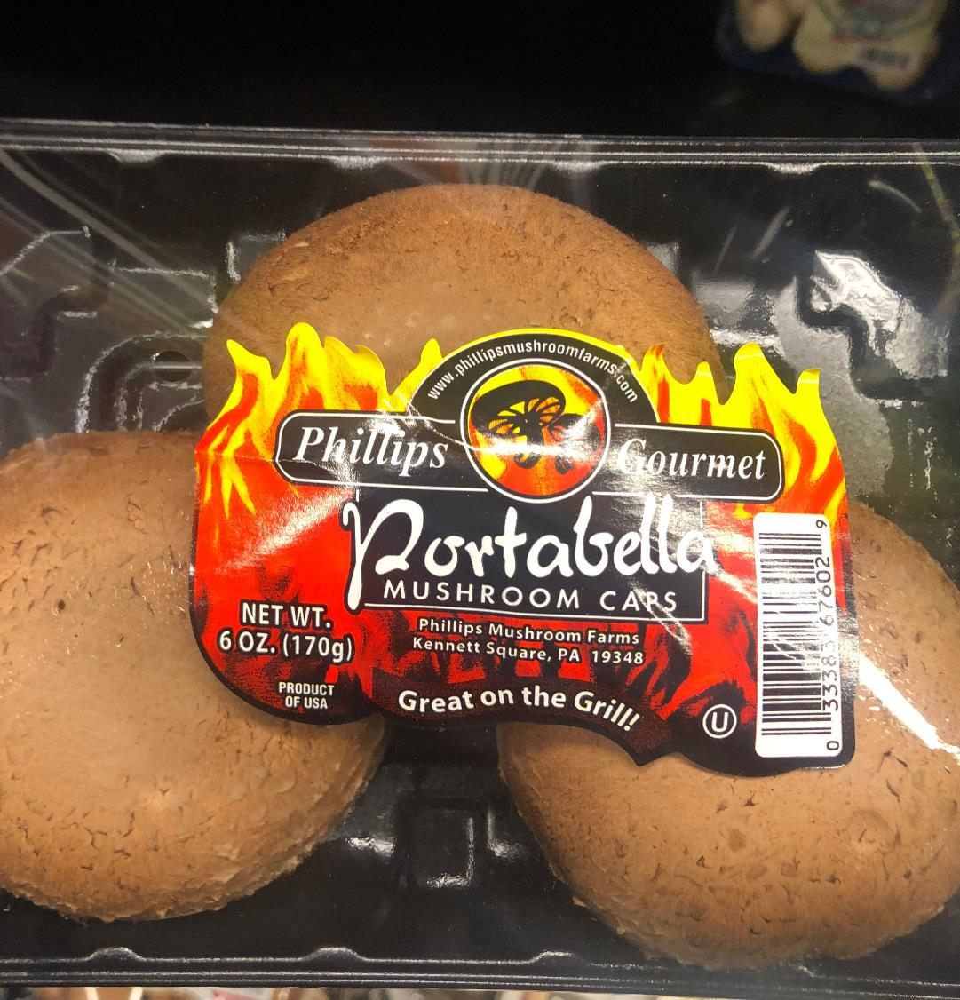 www.phillipsmushroomfarms.com
Phillips Gourmet
Portabella
MUSHROOM CAPS
NET WT.
6 OZ. (170g)
Phillips Mushroom Farms
Kennett Square, PA 19348
PRODUCT
OF USA
Great on the Grill!
U
0 33383 67602 9